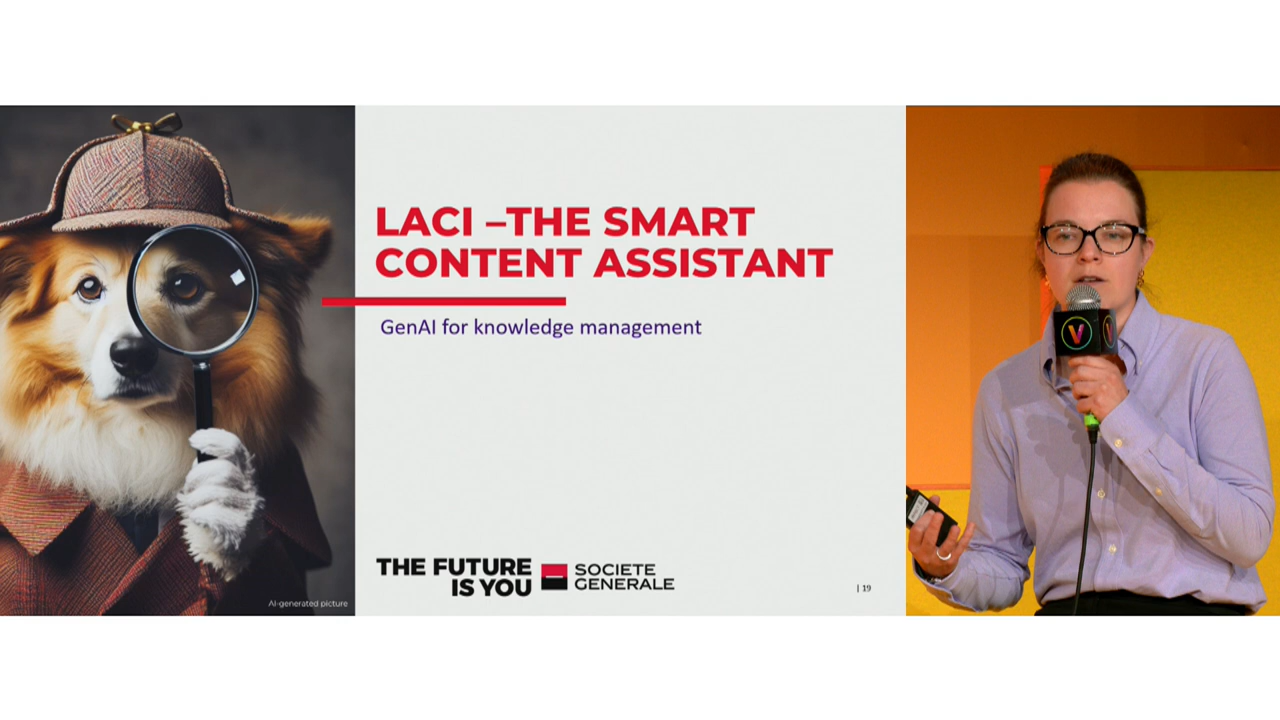 LACI –THE SMART
CONTENT ASSISTANT
GenAI for knowledge management
THE FUTURE
IS YOU
SOCIETE
GENERALE
| 19
AI-generated picture
V